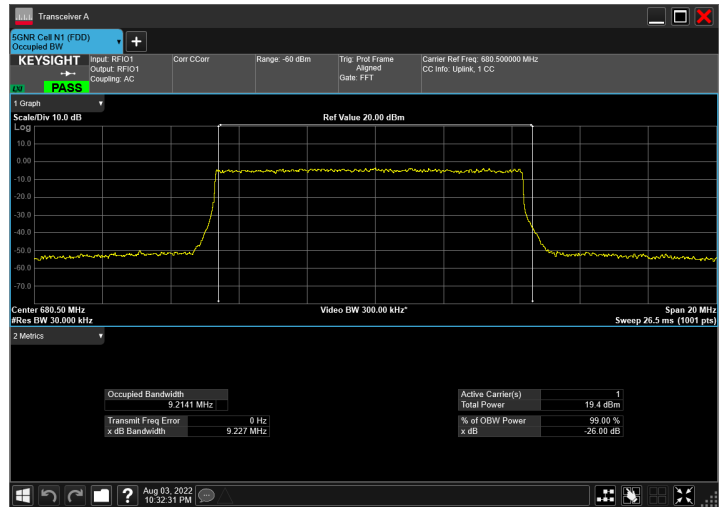 Transceiver A
5GNR Cell N1 (FDD)
Occupied BW
KEYSIGHT
LXI
PASS
Input: RFIO1
Output: RFIO1
Coupling: AC
Corr CCorr
Range: -60 dBm
Trig: Prot Frame
Aligned
Gate: FFT
Carrier Ref Freq: 680.500000 MHz
CC Info: Uplink, 1 CC
1 Graph
Scale/Div 10.0 dB
Ref Value 20.00 dBm
Log
10.0
0.00
-10.0
-20.0
-30.0
-40.0
-50.0
-60.0
-70.0
Center 680.50 MHz
Video BW 300.00 kHz*
Span 20 MHz
#Res BW 30.000 kHz
Sweep 26.5 ms (1001 pts)
2 Metrics
Occupied Bandwidth
9.2141 MHz
Transmit Freq Error 0 Hz
x dB Bandwidth 9.227 MHz
Active Carrier(s) 1
Total Power 19.4 dBm
% of OBW Power 99.00 %
x dB -26.00 dB
?
Aug 03, 2022
10:32:31 PM